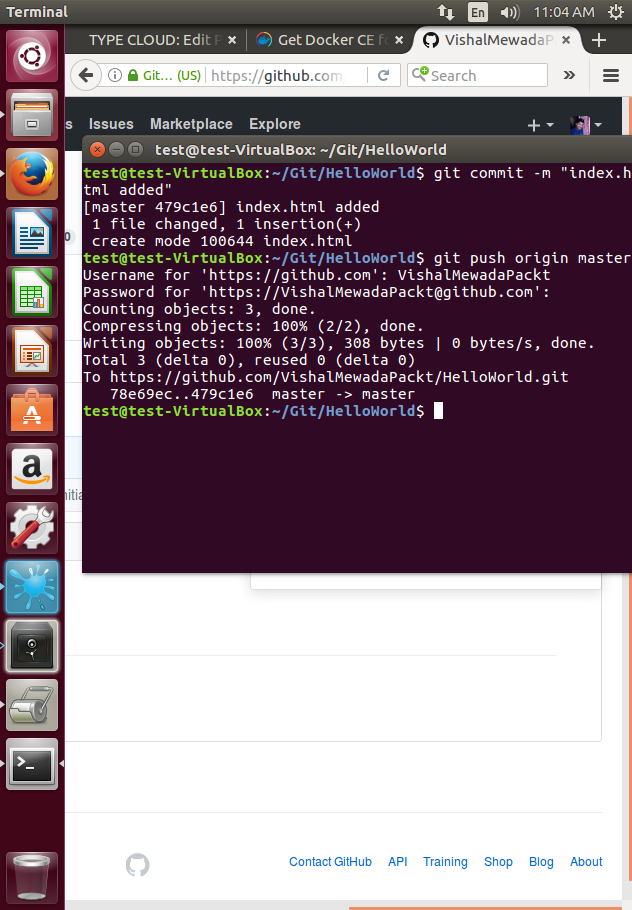 Terminal
En
11:04 AM
TYPE CLOUD: Edit
Get Docker CE
VishalMewadaP
Git... (US)
https://github.com
Search
Issues Marketplace Explore
test@test-VirtualBox: ~/Git/HelloWorld
test@test-VirtualBox:~/Git/HelloWorld$ git commit -m "index.h
tml added"
[master 479c1e6] index.html added
 1 file changed, 1 insertion(+)
 create mode 100644 index.html
test@test-VirtualBox:~/Git/HelloWorld$ git push origin master
Username for 'https://github.com': VishalMewadaPackt
Password for 'https://VishalMewadaPackt@github.com':
Counting objects: 3, done.
Compressing objects: 100% (2/2), done.
Writing objects: 100% (3/3), 308 bytes | 0 bytes/s, done.
Total 3 (delta 0), reused 0 (delta 0)
To https://github.com/VishalMewadaPackt/HelloWorld.git
   78e69ec..479c1e6  master -> master
test@test-VirtualBox:~/Git/HelloWorld$
Contact GitHub API Training Shop Blog About